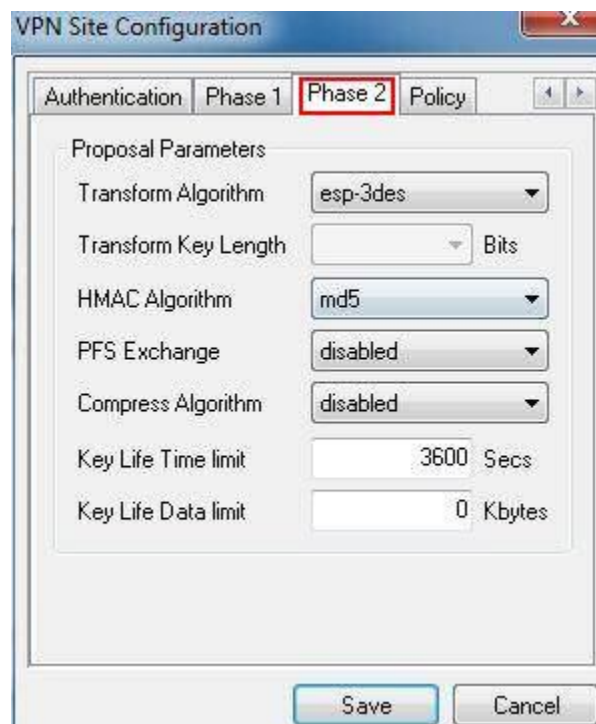 VPN Site Configuration
Authentication Phase 1 Phase 2 Policy
Proposal Parameters
Transform Algorithm esp-3des
Transform Key Length Bits
HMAC Algorithm md5
PFS Exchange disabled
Compress Algorithm disabled
Key Life Time limit 3600 Secs
Key Life Data limit 0 Kbytes
Save Cancel